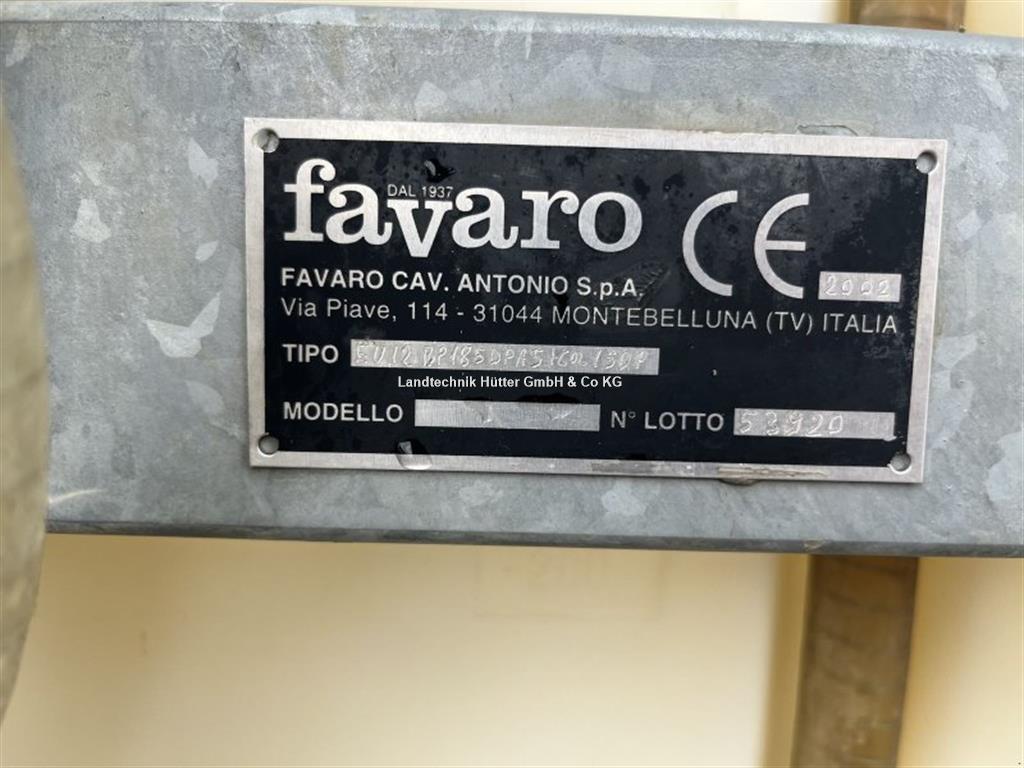 favaro
DAL 1937
CE
2002
FAVARO CAV. ANTONIO S.p.A.
Via Piave, 114 - 31044 MONTEBELLUNA (TV) ITALIA
TIPO
Landtechnik Hütter GmbH & Co KG
MODELLO N° LOTTO 53920